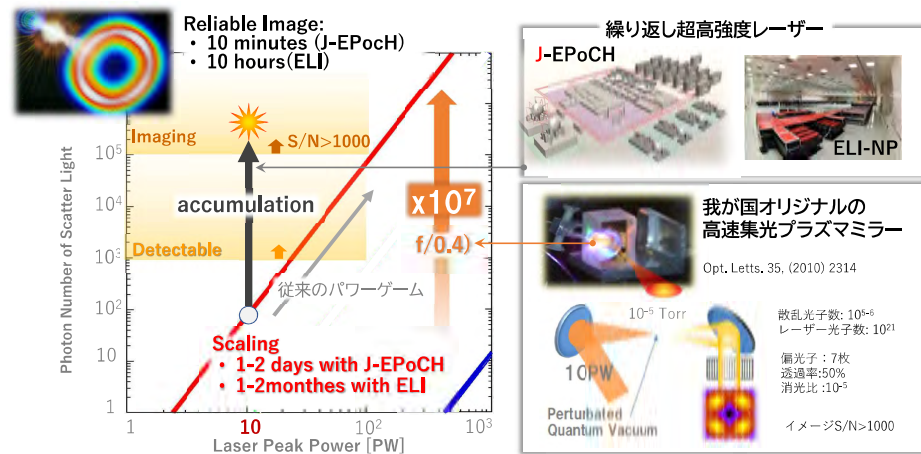 Reliable Image:
• 10 minutes (J-EPocH)
• 10 hours(ELI)
Imaging
S/N>1000
accumulation
Detectable
x10⁷
f/0.4)
従来のパワーゲーム
Scaling
• 1-2 days with J-EPoCH
• 1-2monthes with ELI
Photon Number of Scatter Light
10⁵
10⁴
10³
10²
10
1
1
10
10²
10³
Laser Peak Power [PW]
繰り返し超高強度レーザー
J-EPoCH
ELI-NP
我が国オリジナルの
高速集光プラズマミラー
Opt. Letts. 35, (2010) 2314
10⁻⁵ Torr
10PW
Perturbated
Quantum Vacuum
散乱光子数: 10⁵⁻⁶
レーザー光子数: 10²¹
偏光子：7枚
透過率:50%
消光比 :10⁻⁵
イメージS/N>1000